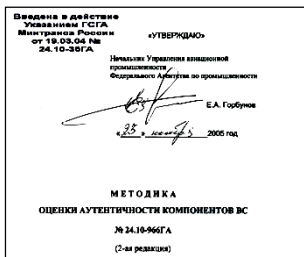 Введена в действие
Указанием ГСГА
Минтранса России
от 19.03.04 №
24.10-36ГА
«УТВЕРЖДАЮ»
Начальник Управления авиационной
промышленности
Федерального Агентства по промышленности
Е.А. Горбунов
«25» ноября 2005 год
МЕТОДИКА
ОЦЕНКИ АУТЕНТИЧНОСТИ КОМПОНЕНТОВ ВС
№ 24.10-966ГА
(2-ая редакция)